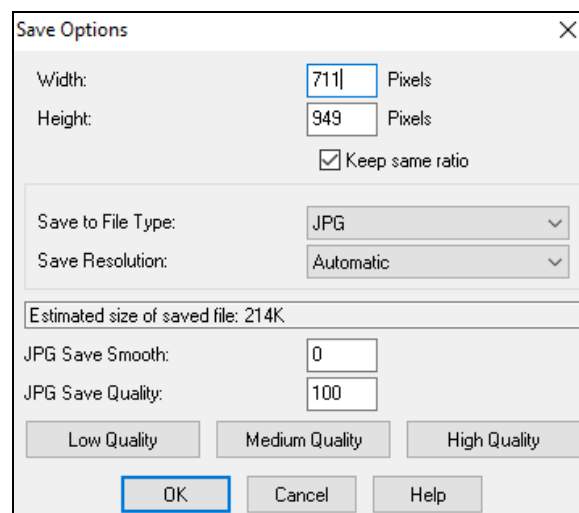 Save Options
Width: 711 Pixels
Height: 949 Pixels
Keep same ratio
Save to File Type: JPG
Save Resolution: Automatic
Estimated size of saved file: 214K
JPG Save Smooth: 0
JPG Save Quality: 100
Low Quality Medium Quality High Quality
OK Cancel Help